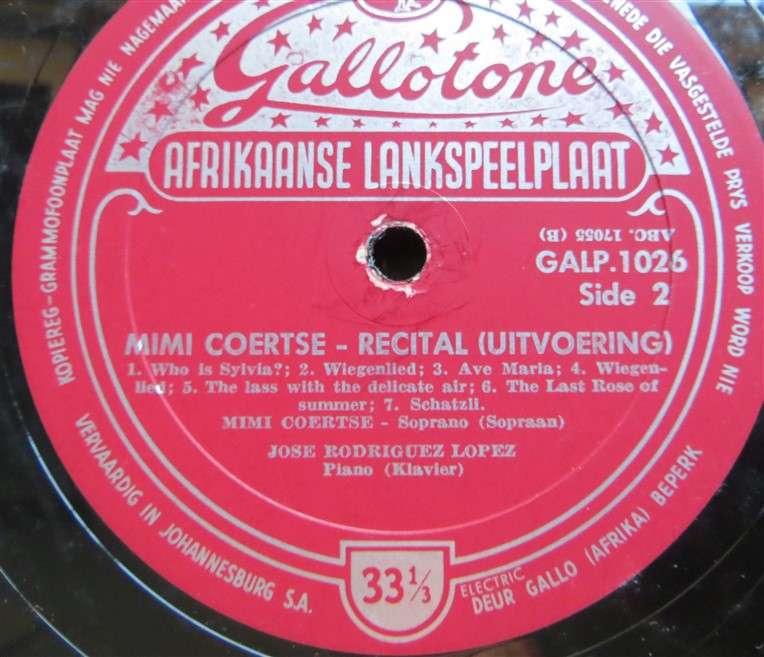 Gallotone
AFRIKAANSE LANKSPEELPLAAT
ABC. 17055 (B)
GALP.1026
Side 2
MIMI COERTSE - RECITAL (UITVOERING)
1. Who is Sylvia?; 2. Wiegenlied; 3. Ave Maria; 4. Wiegen-
lied; 5. The lass with the delicate air; 6. The Last Rose of
summer; 7. Schatzli.
MIMI COERTSE - Soprano (Sopraan)
JOSE RODRIGUEZ LOPEZ
Piano (Klavier)
33 1/3
KOPIEREG-GRAMMOFOONPLAAT MAG NIE
DIE VASGESTELDE PRYS VERKOOP WORD NIE
VERVAARDIG IN JOHANNESBURG S.A.
ELECTRIC
DEUR GALLO (AFRIKA) BEPERK